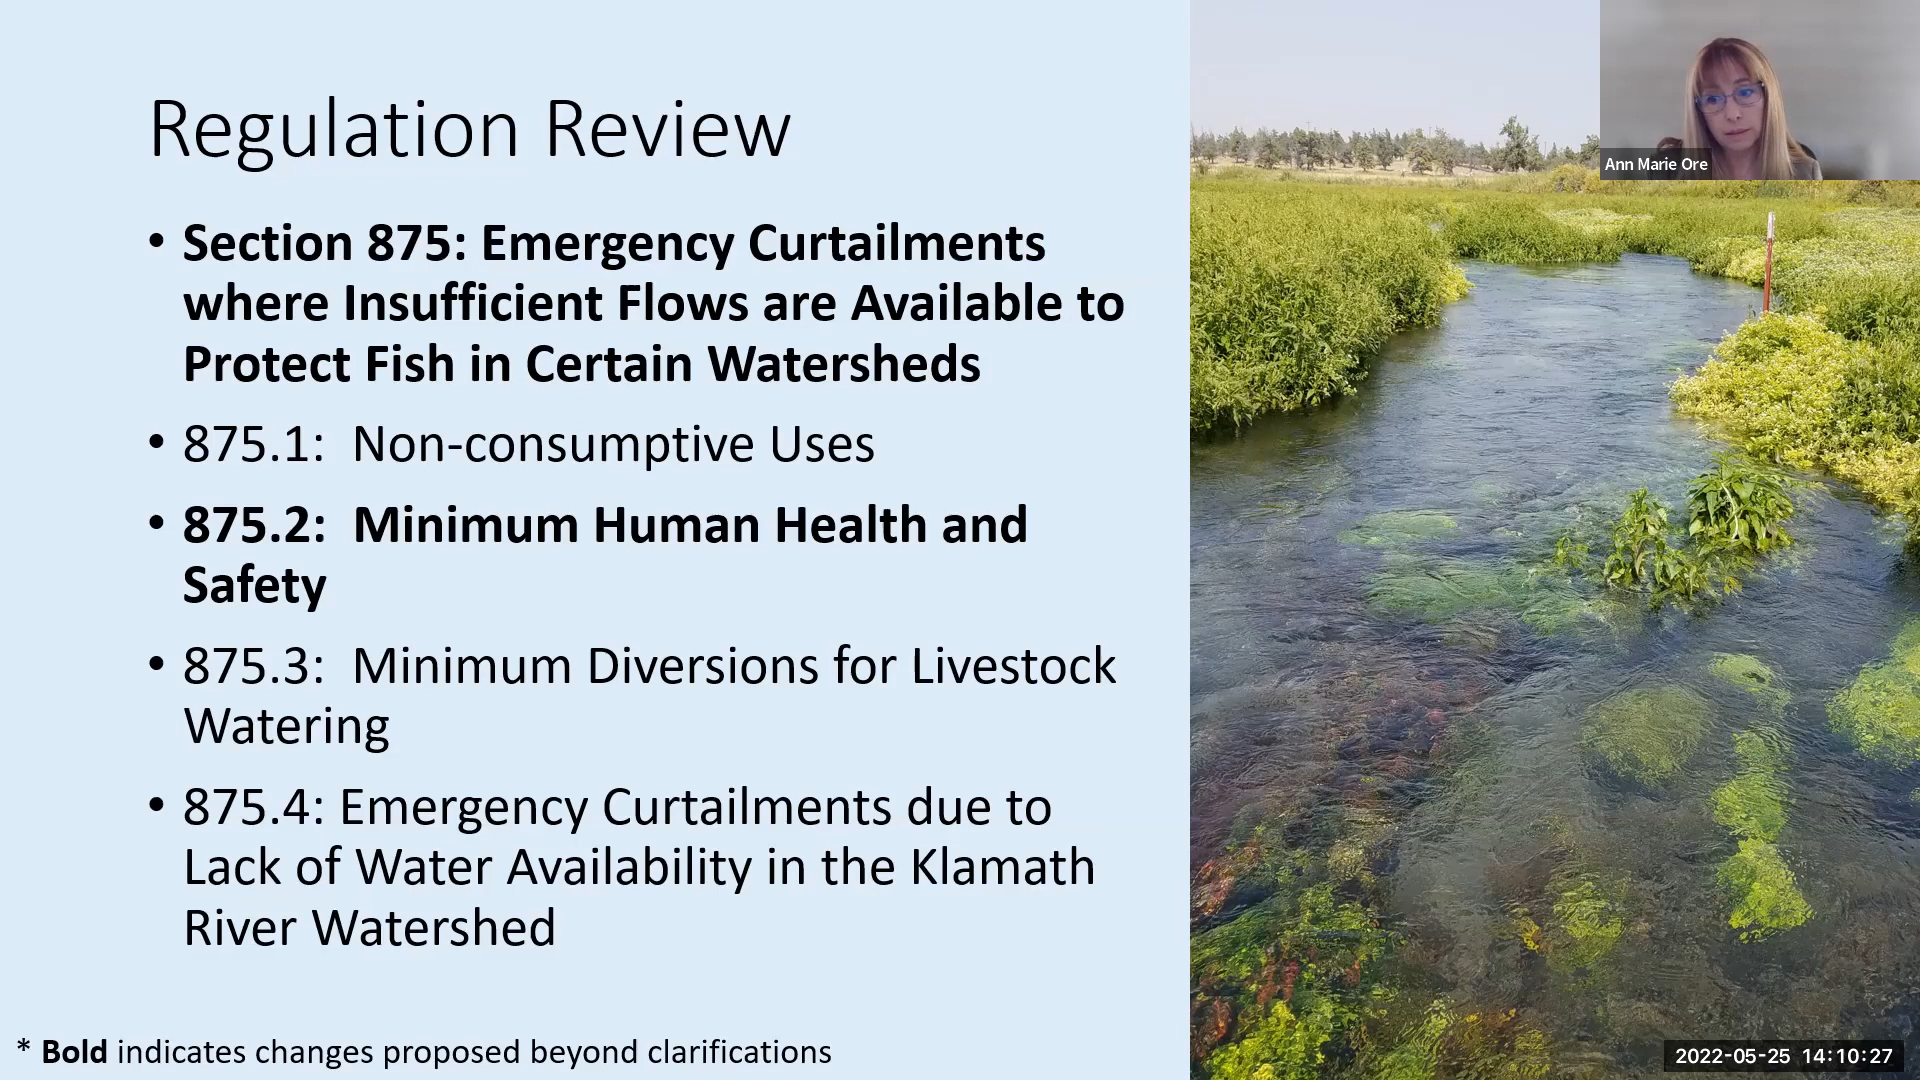 Regulation Review
• Section 875: Emergency Curtailments
where Insufficient Flows are Available to
Protect Fish in Certain Watersheds
• 875.1:  Non-consumptive Uses
• 875.2:  Minimum Human Health and
Safety
• 875.3:  Minimum Diversions for Livestock
Watering
• 875.4: Emergency Curtailments due to
Lack of Water Availability in the Klamath
River Watershed
* Bold indicates changes proposed beyond clarifications
Ann Marie Ore
2022-05-25 14:10:27